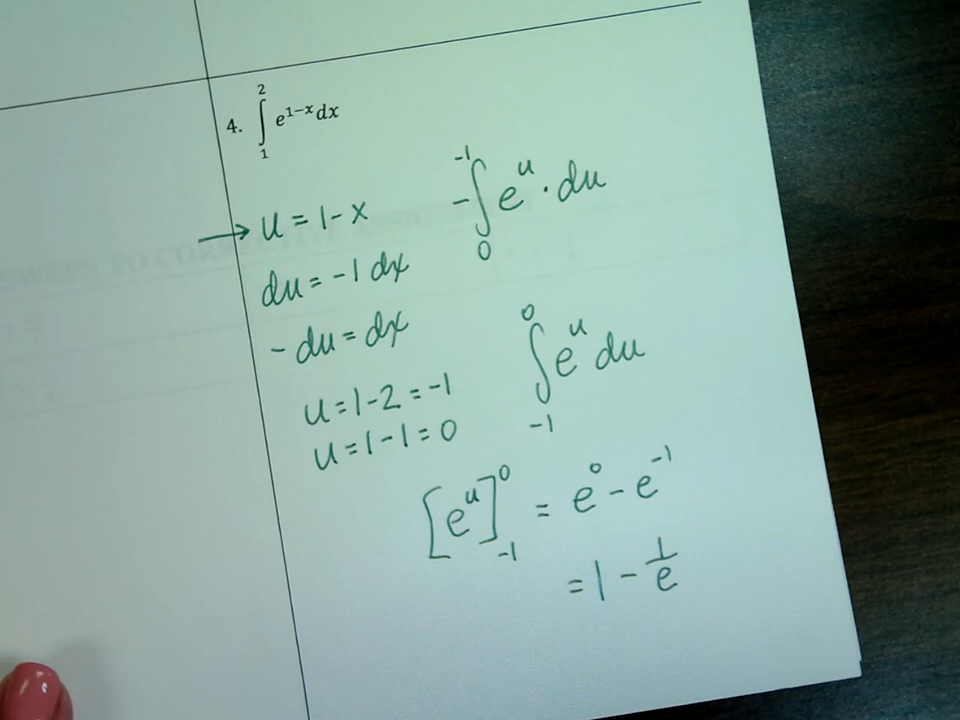 4. ∫₁² e^{1-x} dx
→ u = 1 - x
-∫₀^{-1} e^u · du
du = -1 dx
- du = dx
∫₋₁⁰ e^u du
u = 1 - 2 = -1
u = 1 - 1 = 0
[e^u]₋₁⁰ = e⁰ - e^{-1}
= 1 - 1/e